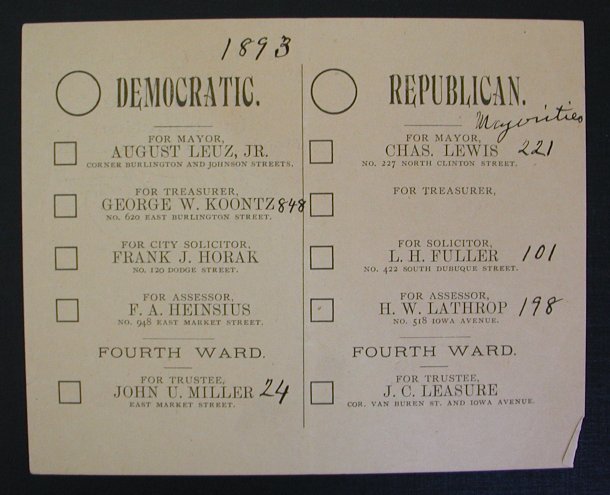 1893
DEMOCRATIC.
FOR MAYOR,
AUGUST LEUZ, JR.
CORNER BURLINGTON AND JOHNSON STREETS.
FOR TREASURER,
GEORGE W. KOONTZ 848
NO. 620 EAST BURLINGTON STREET.
FOR CITY SOLICITOR,
FRANK J. HORAK
NO. 120 DODGE STREET.
FOR ASSESSOR,
F. A. HEINSIUS
NO. 948 EAST MARKET STREET.
FOURTH WARD.
FOR TRUSTEE,
JOHN U. MILLER 24
EAST MARKET STREET.
REPUBLICAN.
Mayorities
FOR MAYOR,
CHAS. LEWIS 221
NO. 227 NORTH CLINTON STREET.
FOR TREASURER,
FOR SOLICITOR,
L. H. FULLER 101
NO. 422 SOUTH DUBUQUE STREET.
FOR ASSESSOR,
H. W. LATHROP 198
NO. 518 IOWA AVENUE.
FOURTH WARD.
FOR TRUSTEE,
J. C. LEASURE
COR. VAN BUREN ST. AND IOWA AVENUE.